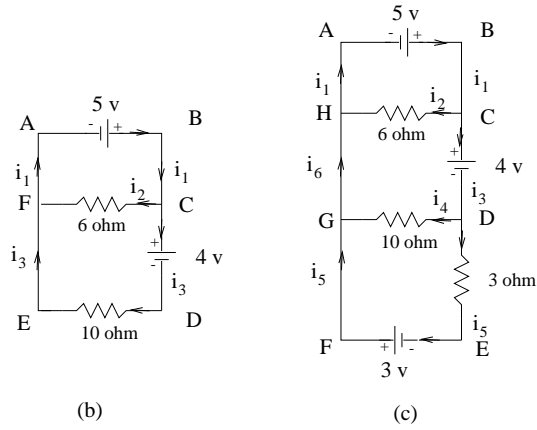 5 v
A - + B
i1 i1
F i2 C
6 ohm
+
- 4 v
i3 i3
E 10 ohm D
(b)
5 v
A - + B
i1 i1
H i2 C
6 ohm
+
- 4 v
i6 i3
G i4 D
10 ohm
3 ohm
i5 i5
F + - E
3 v
(c)